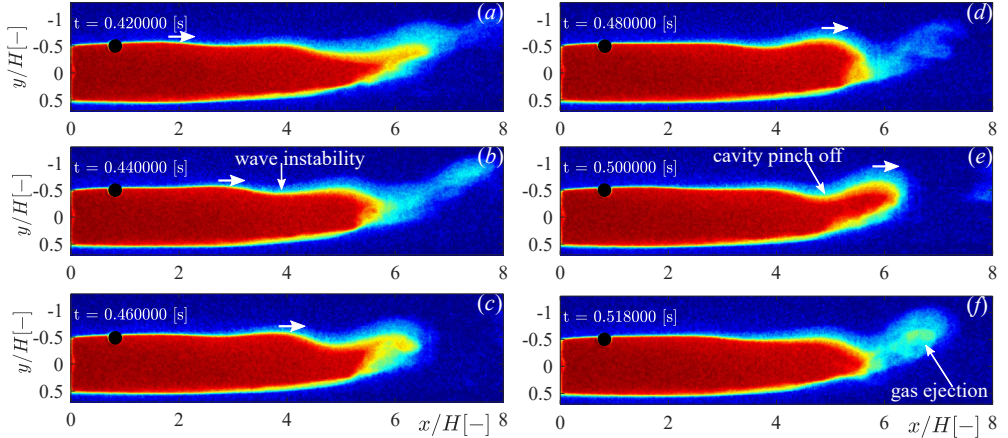 t = 0.420000 [s]
(a)
y/H[−]
-1
-0.5
0
0.5
0 2 4 6 8
t = 0.440000 [s]
wave instability
(b)
y/H[−]
-1
-0.5
0
0.5
0 2 4 6 8
t = 0.460000 [s]
(c)
y/H[−]
-1
-0.5
0
0.5
0 2 4 6 8
x/H[−]
t = 0.480000 [s]
(d)
-1
-0.5
0
0.5
0 2 4 6 8
t = 0.500000 [s]
cavity pinch off
(e)
-1
-0.5
0
0.5
0 2 4 6 8
t = 0.518000 [s]
(f)
gas ejection
-1
-0.5
0
0.5
0 2 4 6 8
x/H[−]